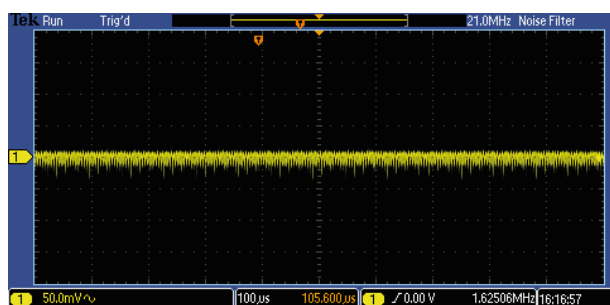 Tek Run Trig'd 21.0MHz Noise Filter
T
T
1
1 50.0mV 100µs 105.600µs 1 0.00 V 1.62506MHz 16:16:57